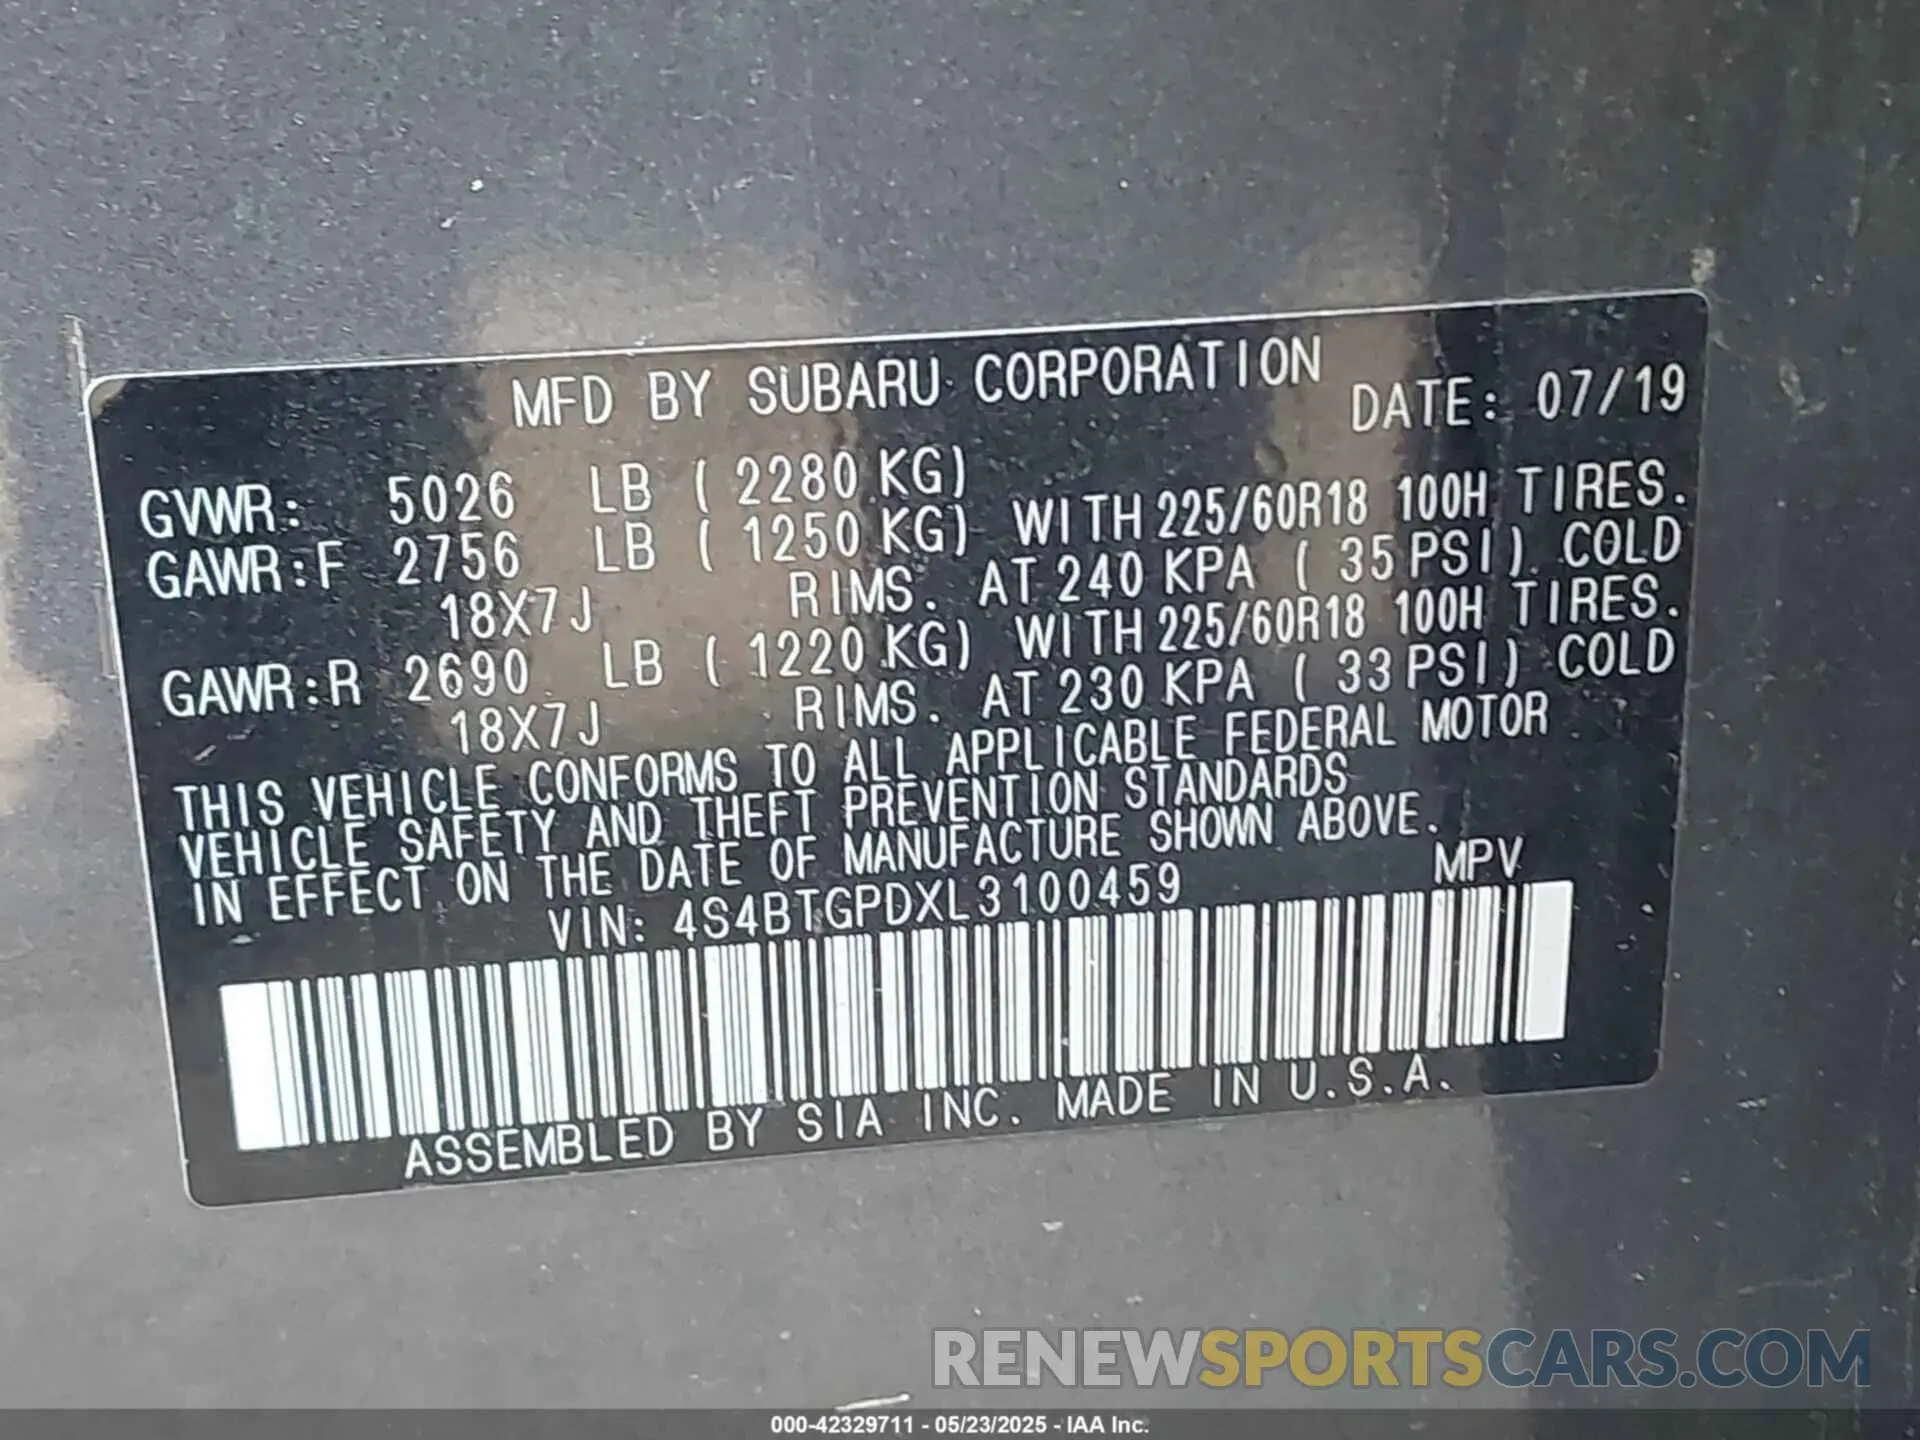 MFD BY SUBARU CORPORATION DATE: 07/19
GVWR: 5026 LB ( 2280 KG)
GAWR:F 2756 LB ( 1250 KG) WITH 225/60R18 100H TIRES.
18X7J RIMS. AT 240 KPA ( 35 PSI) COLD
GAWR:R 2690 LB ( 1220 KG) WITH 225/60R18 100H TIRES.
18X7J RIMS. AT 230 KPA ( 33 PSI) COLD
THIS VEHICLE CONFORMS TO ALL APPLICABLE FEDERAL MOTOR
VEHICLE SAFETY AND THEFT PREVENTION STANDARDS
IN EFFECT ON THE DATE OF MANUFACTURE SHOWN ABOVE.
VIN: 4S4BTGPDXL3100459 MPV
ASSEMBLED BY SIA INC. MADE IN U.S.A.
RENEWSPORTSCARS.COM
000-42329711 - 05/23/2025 - IAA Inc.